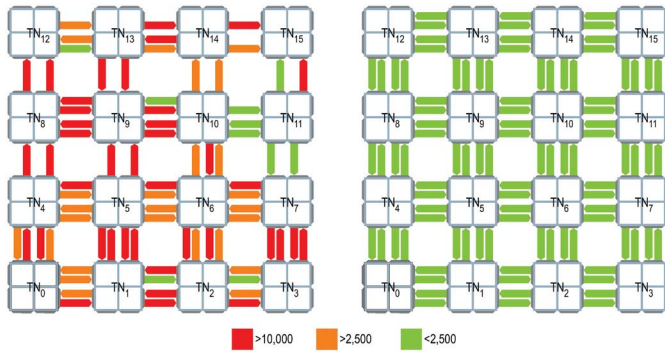 TN12 TN13 TN14 TN15 TN12 TN13 TN14 TN15
TN8 TN9 TN10 TN11 TN8 TN9 TN10 TN11
TN4 TN5 TN6 TN7 TN4 TN5 TN6 TN7
TN0 TN1 TN2 TN3 TN0 TN1 TN2 TN3
>10,000 >2,500 <2,500